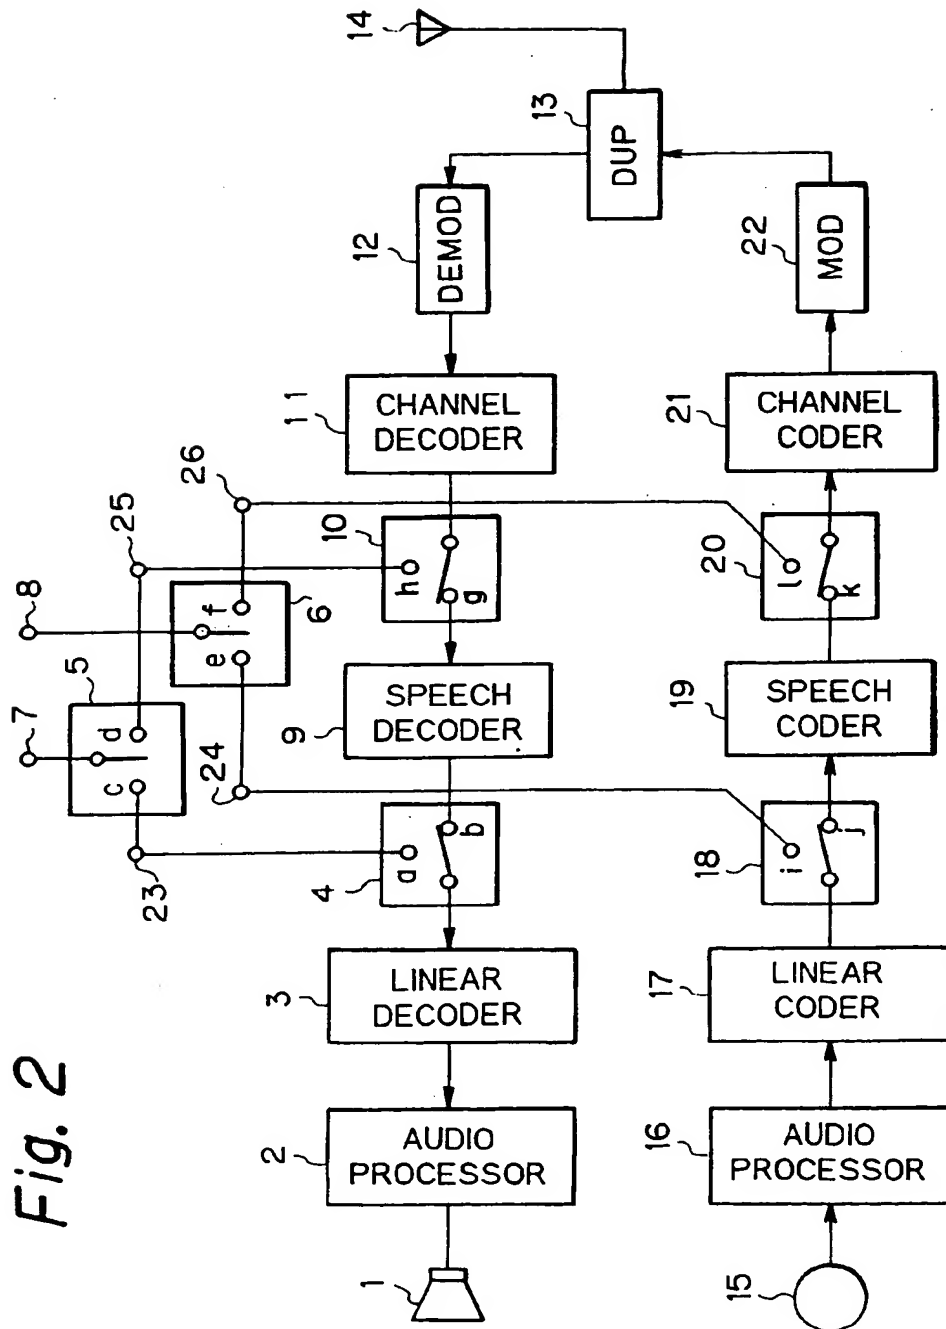 Fig. 2
7
8
5
c
d
25
26
23
24
e
f
6
14
1
2
AUDIO
PROCESSOR
3
LINEAR
DECODER
4
a
b
9
SPEECH
DECODER
10
h
g
11
CHANNEL
DECODER
12
DEMOD
13
DUP
15
16
AUDIO
PROCESSOR
17
LINEAR
CODER
18
i
j
19
SPEECH
CODER
20
l
k
21
CHANNEL
CODER
22
MOD